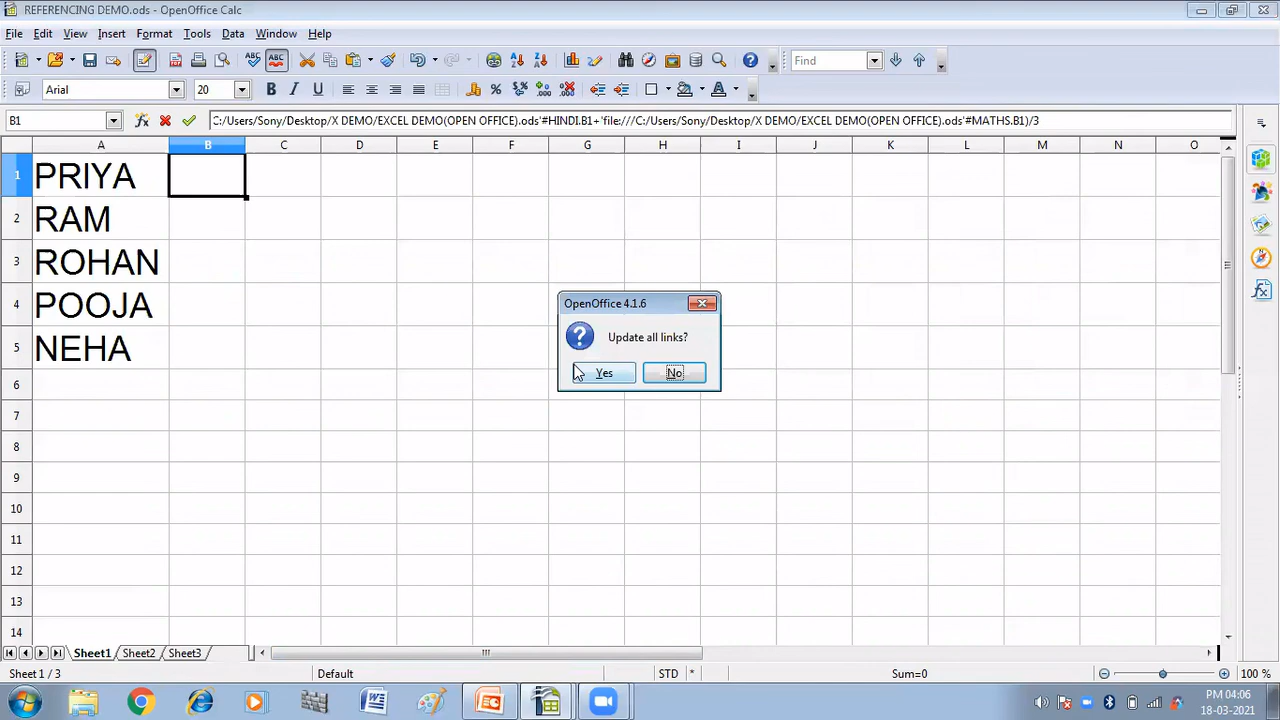 REFERENCING DEMO.ods - OpenOffice Calc
File Edit View Insert Format Tools Data Window Help
Find
Arial 20
B1 C:/Users/Sony/Desktop/X DEMO/EXCEL DEMO(OPEN OFFICE).ods'#HINDI.B1+'file:///C:/Users/Sony/Desktop/X DEMO/EXCEL DEMO(OPEN OFFICE).ods'#MATHS.B1)/3
A B C D E F G H I J K L M N O
1 PRIYA
2 RAM
3 ROHAN
4 POOJA
5 NEHA
6
7
8
9
10
11
12
13
14
OpenOffice 4.1.6
Update all links?
Yes No
Sheet1 Sheet2 Sheet3
Sheet 1 / 3 Default STD * Sum=0 100 %
PM 04:06
18-03-2021